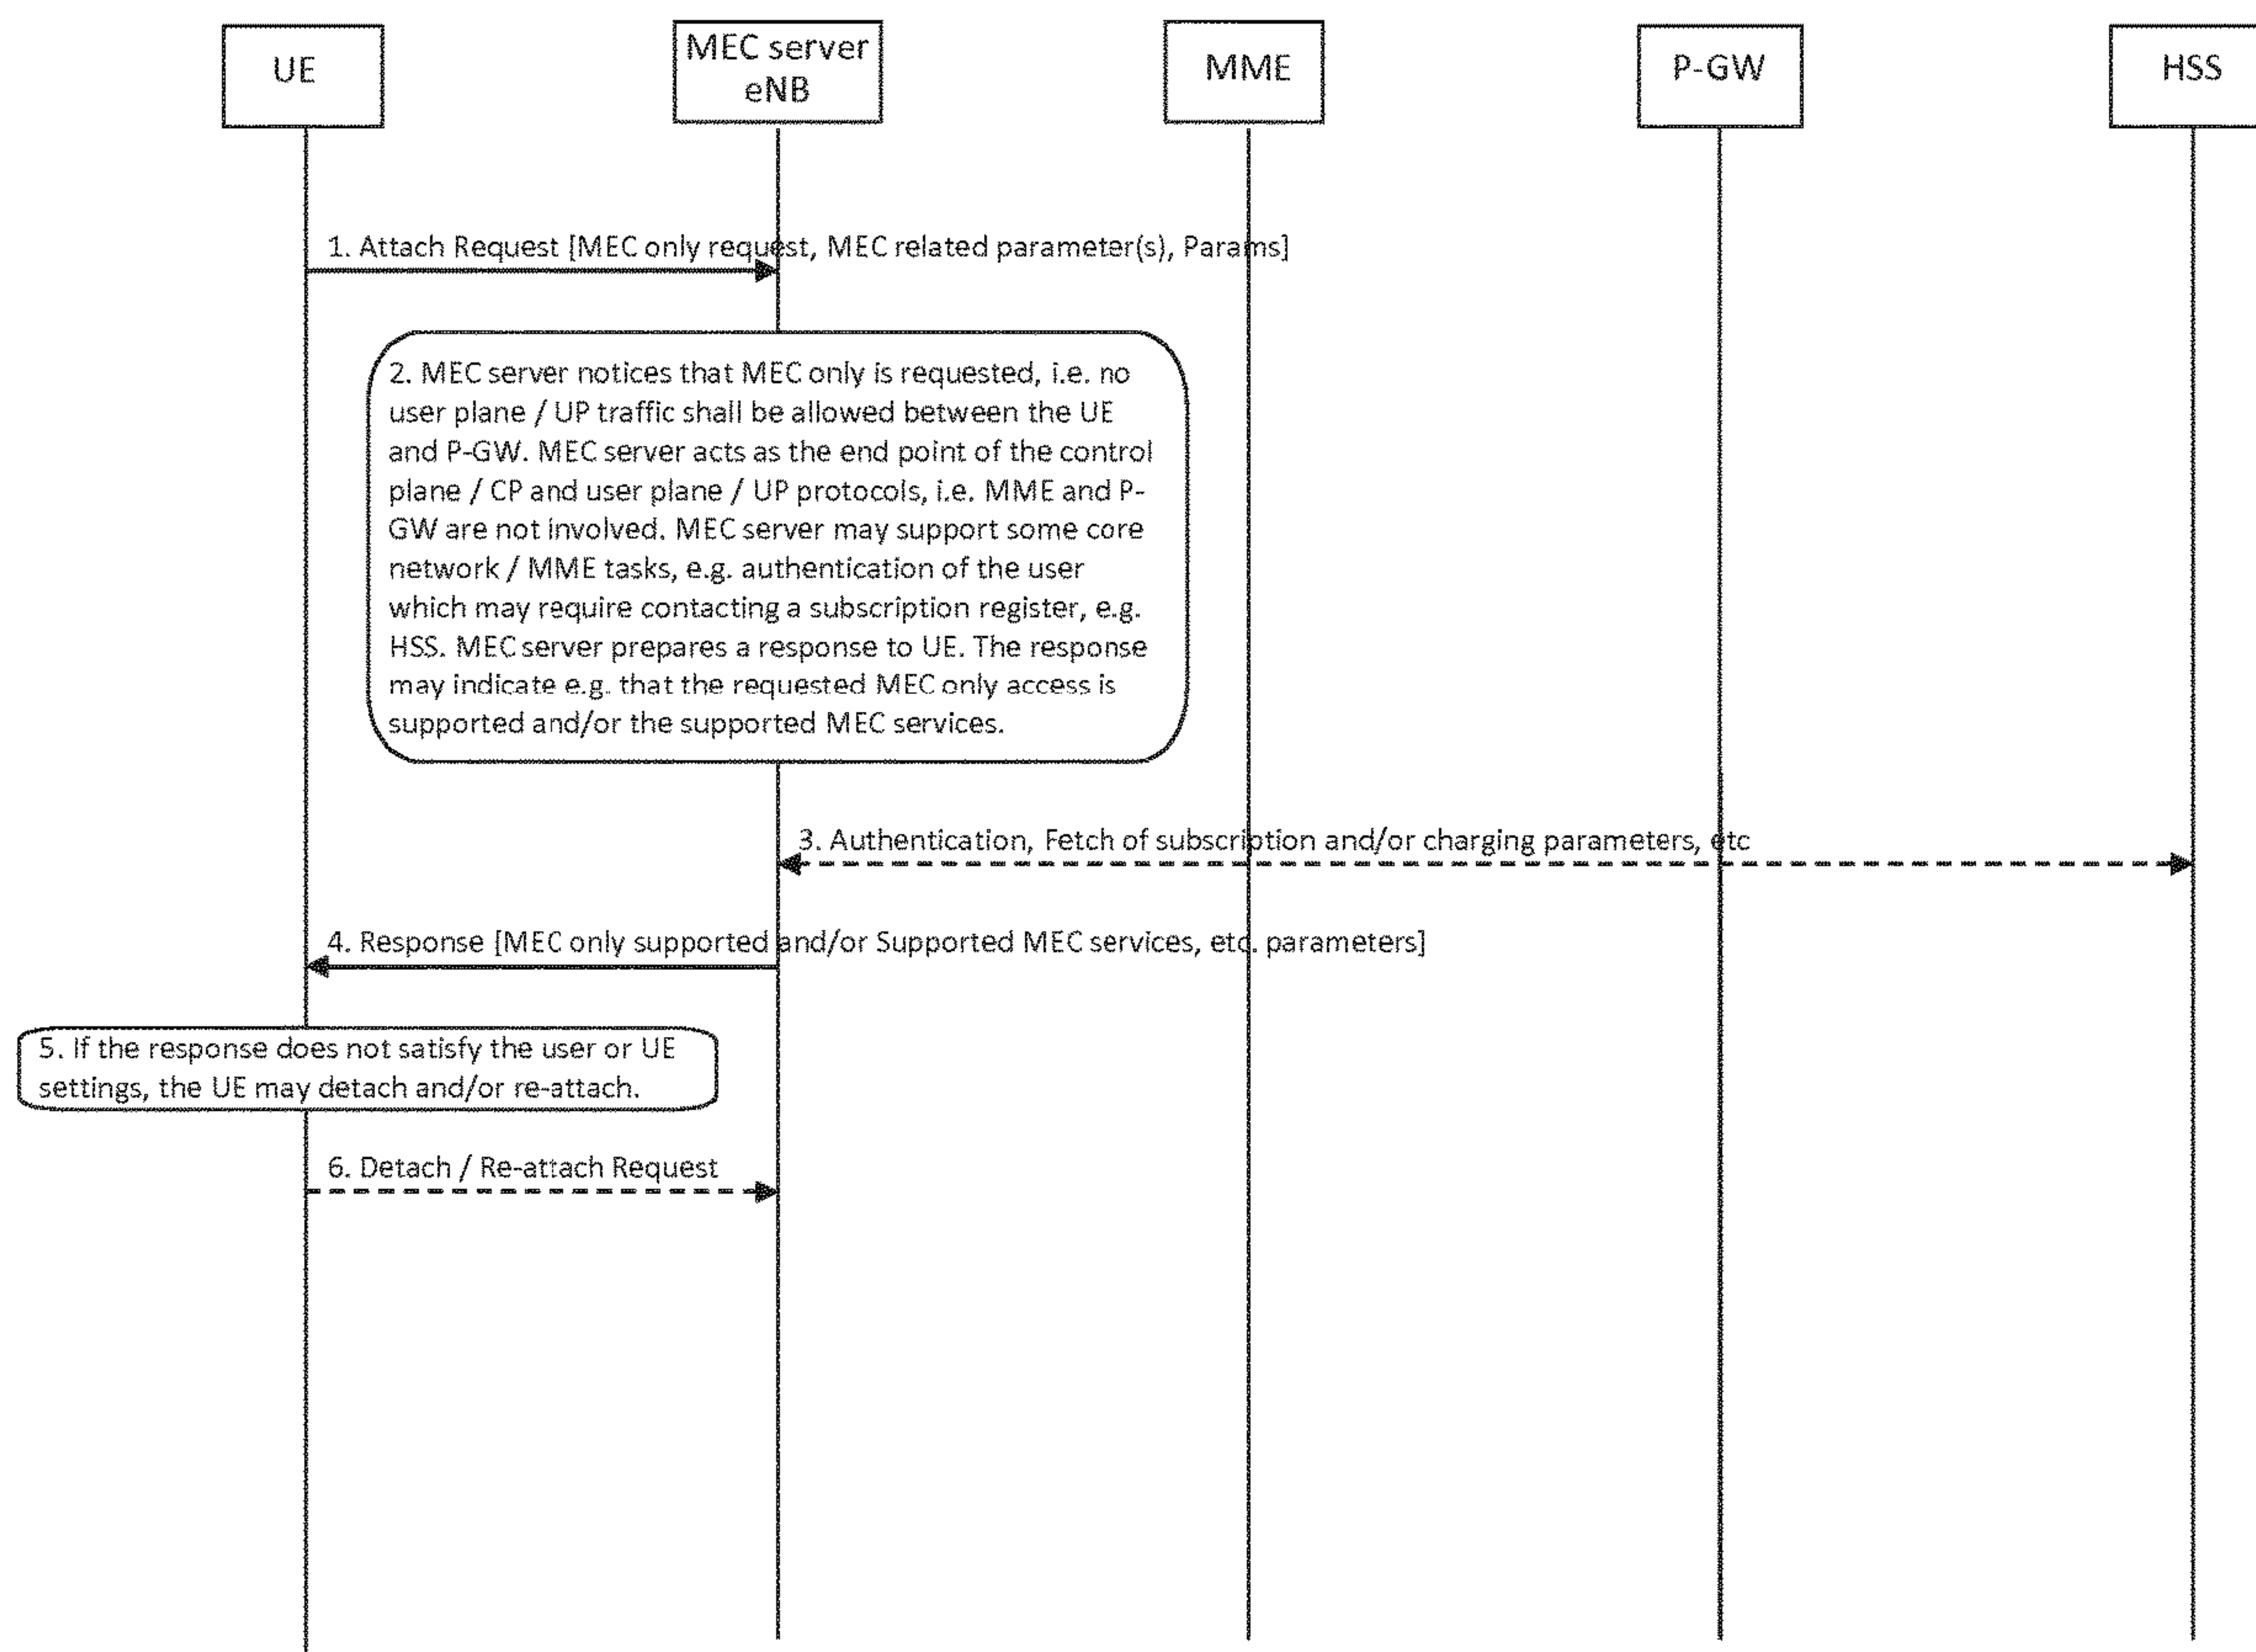 UE
MEC server
eNB
MME
P-GW
HSS
1. Attach Request [MEC only request, MEC related parameter(s), Params]
2. MEC server notices that MEC only is requested, i.e. no
user plane / UP traffic shall be allowed between the UE
and P-GW. MEC server acts as the end point of the control
plane / CP and user plane / UP protocols, i.e. MME and P-
GW are not involved. MEC server may support some core
network / MME tasks, e.g. authentication of the user
which may require contacting a subscription register, e.g.
HSS. MEC server prepares a response to UE. The response
may indicate e.g. that the requested MEC only access is
supported and/or the supported MEC services.
3. Authentication, Fetch of subscription and/or charging parameters, etc
4. Response [MEC only supported and/or Supported MEC services, etc. parameters]
5. If the response does not satisfy the user or UE
settings, the UE may detach and/or re-attach.
6. Detach / Re-attach Request